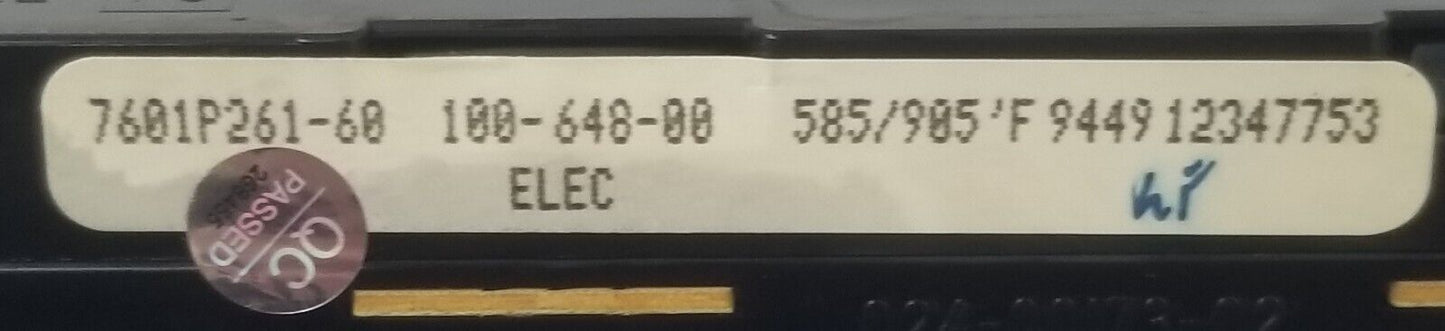 7601P261-60 100-648-00 585/905'F 9449 12347753
ELEC
QC
PASSED